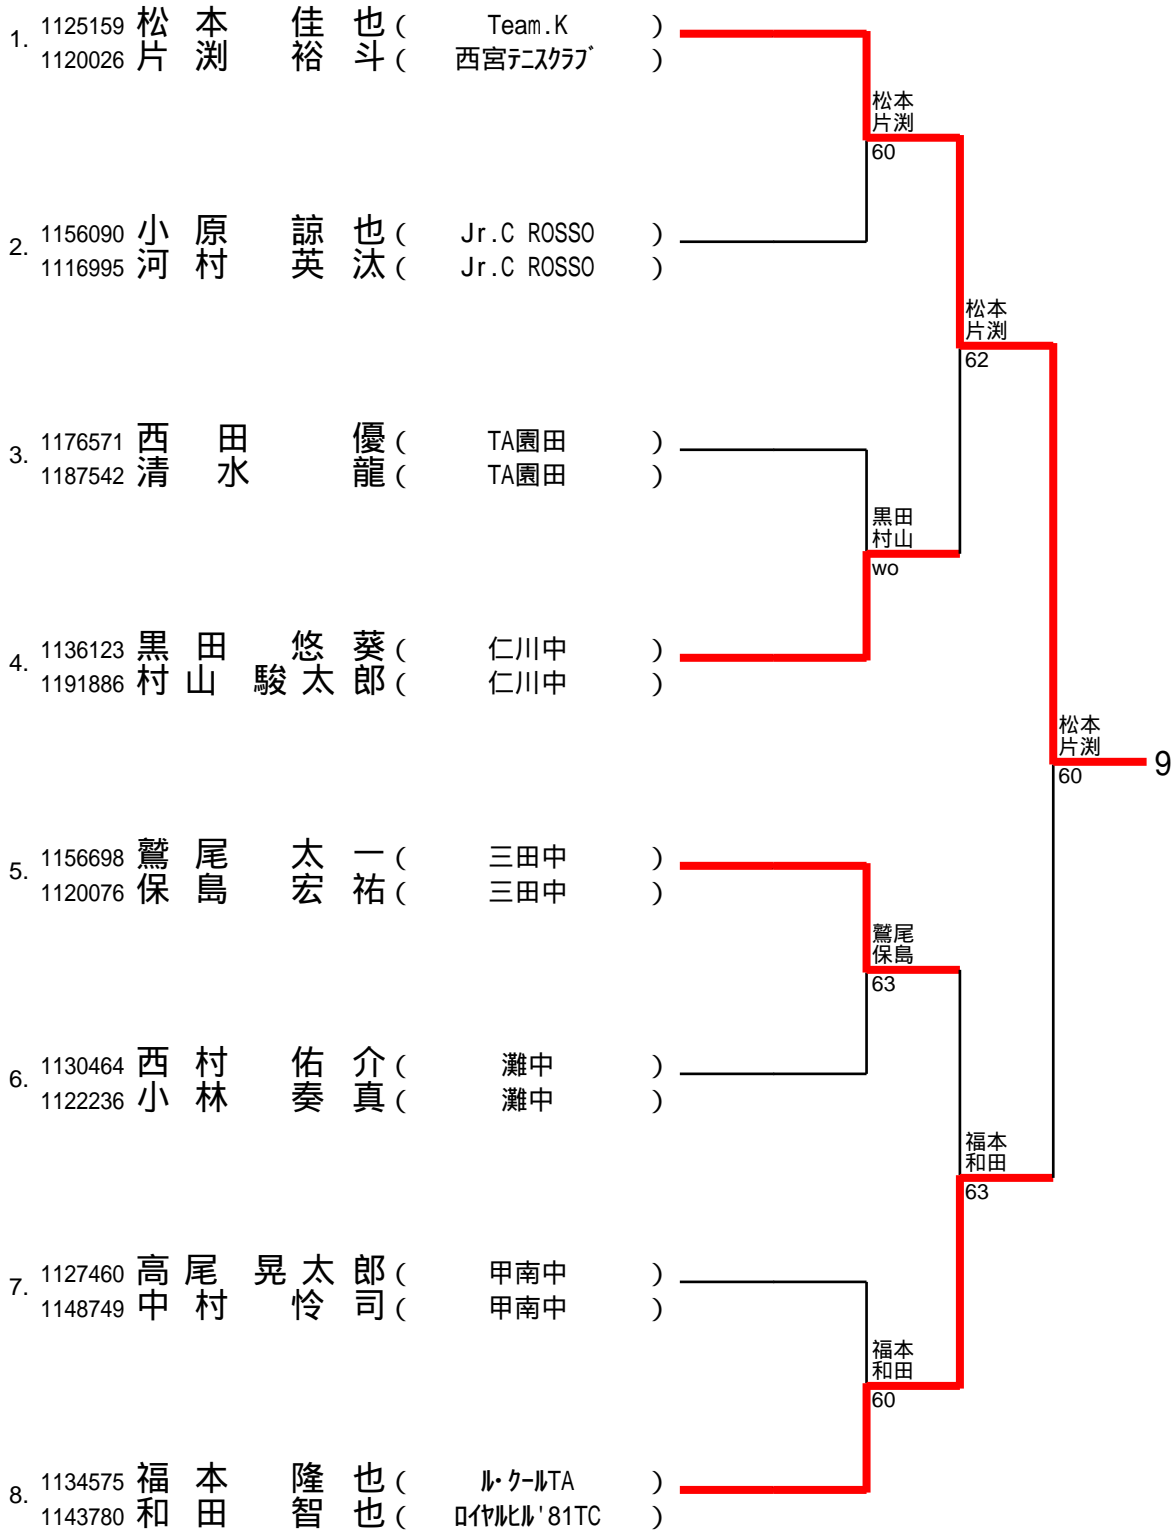 1. 1125159 松本 佳也 ( Team.K )
1120026 片渕 裕斗 ( 西宮ﾃﾆｽｸﾗﾌﾞ )
松本
片渕
60
2. 1156090 小原 諒也 ( Jr.C ROSSO )
1116995 河村 英汰 ( Jr.C ROSSO )
松本
片渕
62
3. 1176571 西田 優 ( TA園田 )
1187542 清水 龍 ( TA園田 )
黒田
村山
wo
4. 1136123 黒田 悠葵 ( 仁川中 )
1191886 村山 駿太郎 ( 仁川中 )
松本
片渕
60
9
5. 1156698 鷲尾 太一 ( 三田中 )
1120076 保島 宏祐 ( 三田中 )
鷲尾
保島
63
6. 1130464 西村 佑介 ( 灘中 )
1122236 小林 奏真 ( 灘中 )
福本
和田
63
7. 1127460 高尾 晃太郎 ( 甲南中 )
1148749 中村 怜司 ( 甲南中 )
福本
和田
60
8. 1134575 福本 隆也 ( ﾙ･ｸｰﾙTA )
1143780 和田 智也 ( ﾛｲﾔﾙﾋﾙ'81TC )